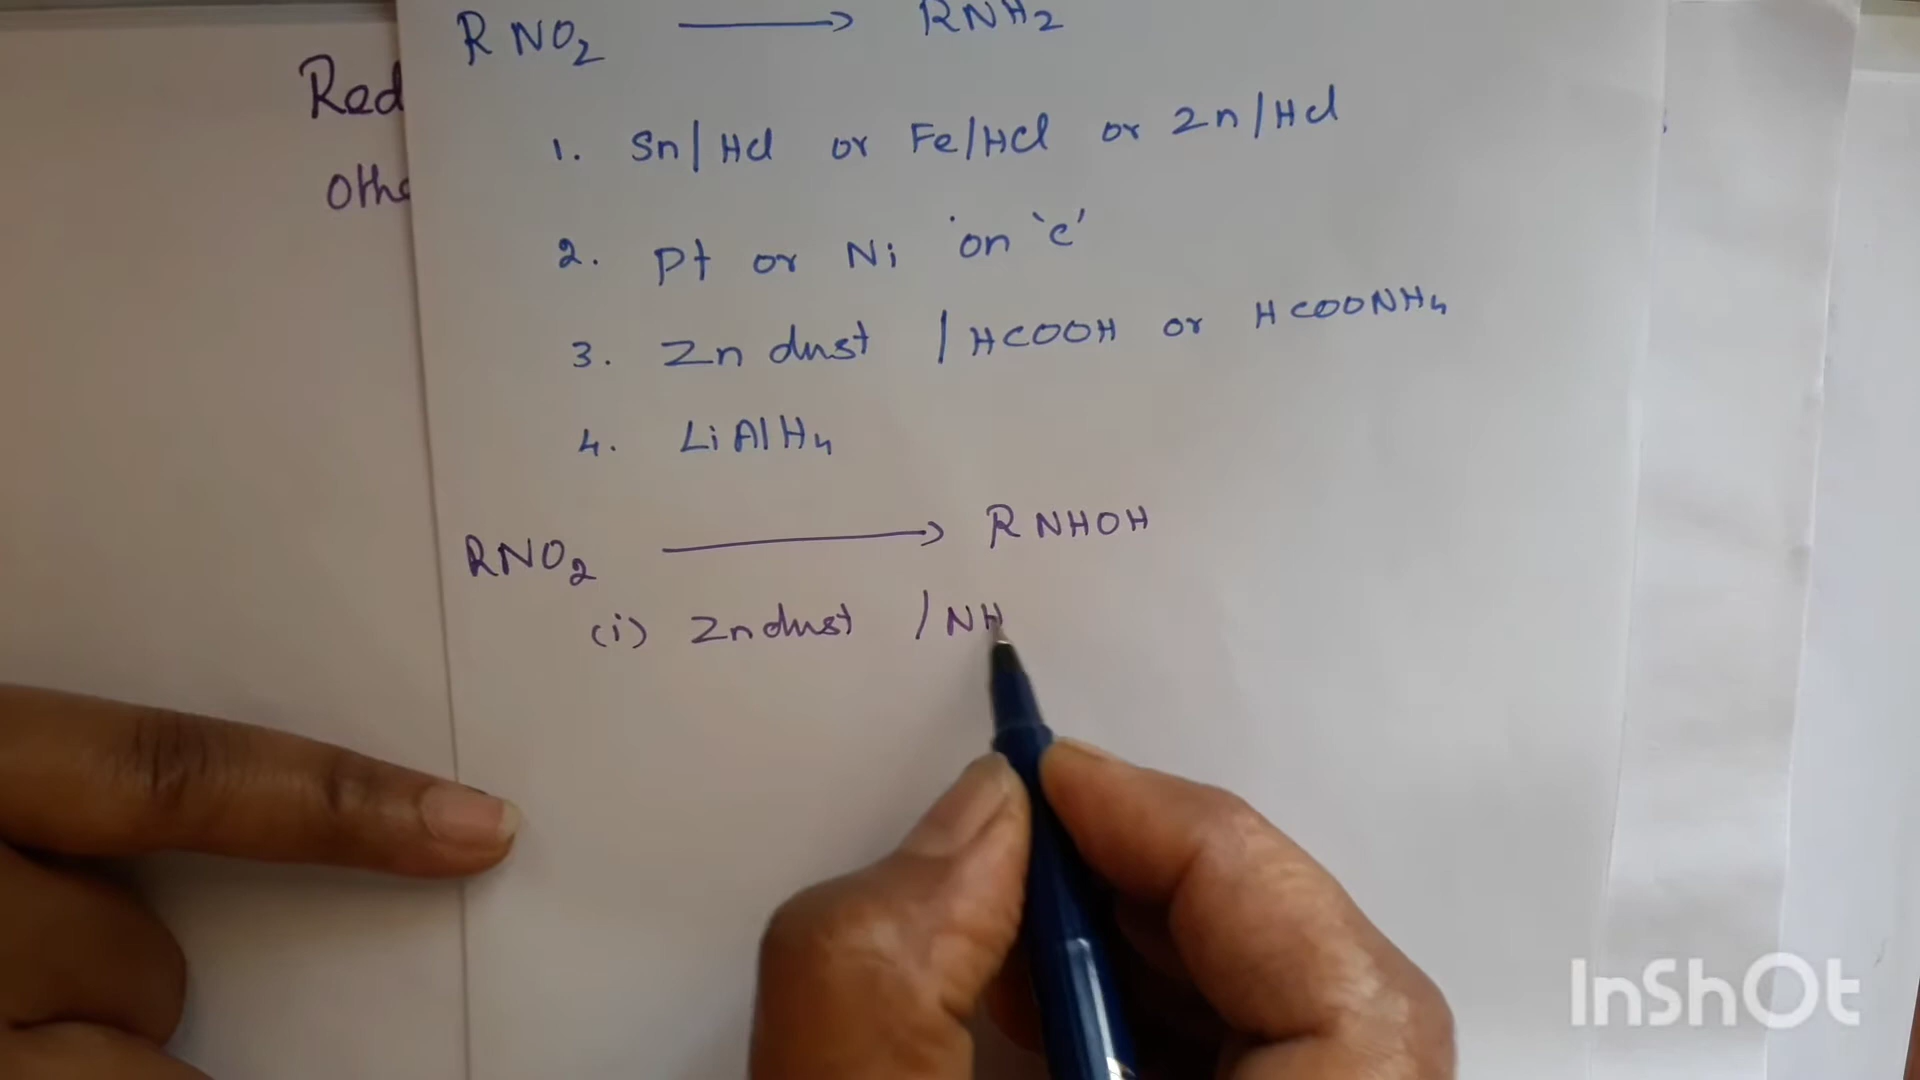 RNO₂ → RNH₂
Red
Othe
1. Sn/HCl or Fe/HCl or Zn/HCl
2. Pt or Ni on 'c'
3. Zn dust / HCOOH or HCOONH₄
4. LiAlH₄
RNO₂ → RNHOH
(i) Zn dust / NH
InShOt